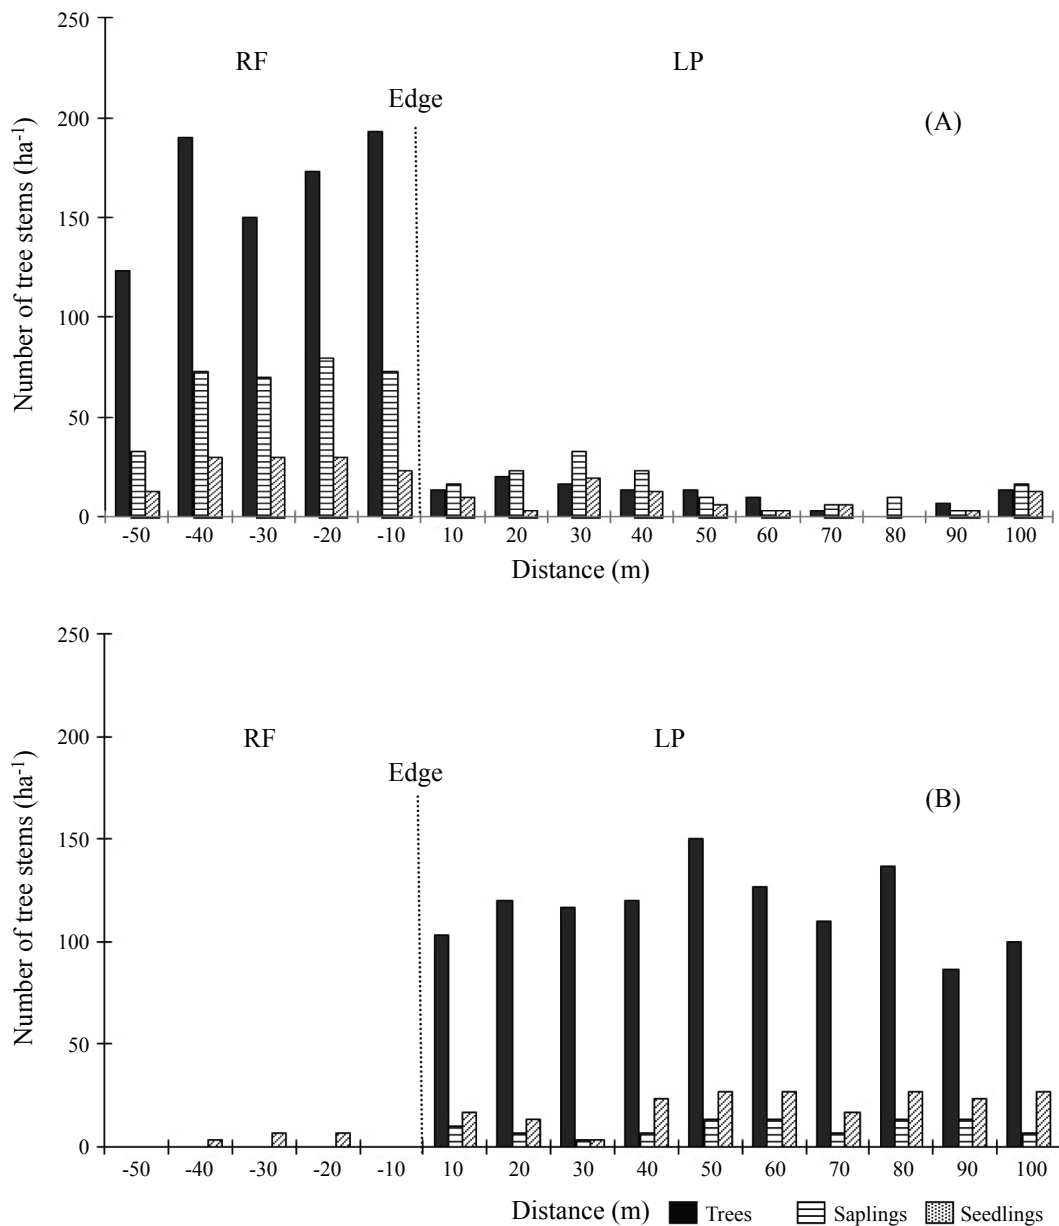 250
RF
LP
Edge
200
(A)
150
100
50
0
Number of tree stems (ha-1)
-50 -40 -30 -20 -10 10 20 30 40 50 60 70 80 90 100
Distance (m)
250
200
RF
LP
Edge
(B)
150
100
50
0
Number of tree stems (ha-1)
-50 -40 -30 -20 -10 10 20 30 40 50 60 70 80 90 100
Distance (m) Trees Saplings Seedlings